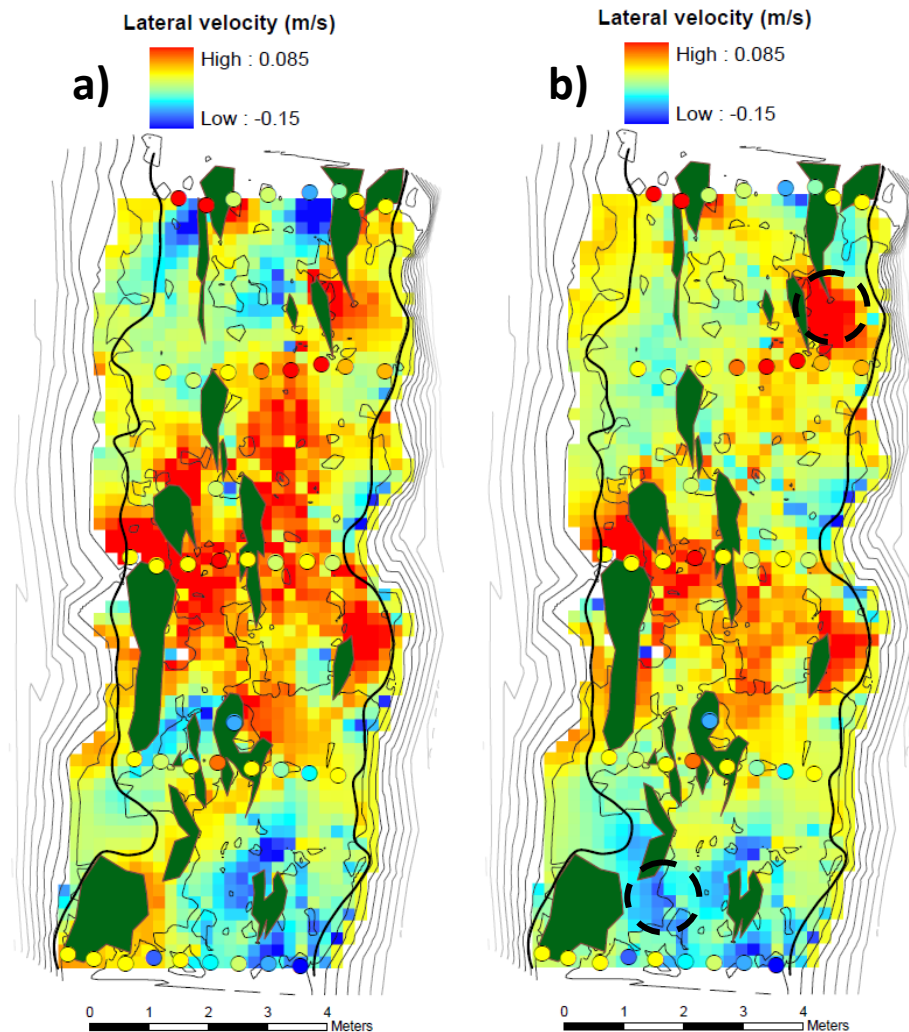 Lateral velocity (m/s)
High : 0.085
a)
Low : -0.15
0 1 2 3 4
Meters
Lateral velocity (m/s)
High : 0.085
b)
Low : -0.15
0 1 2 3 4
Meters